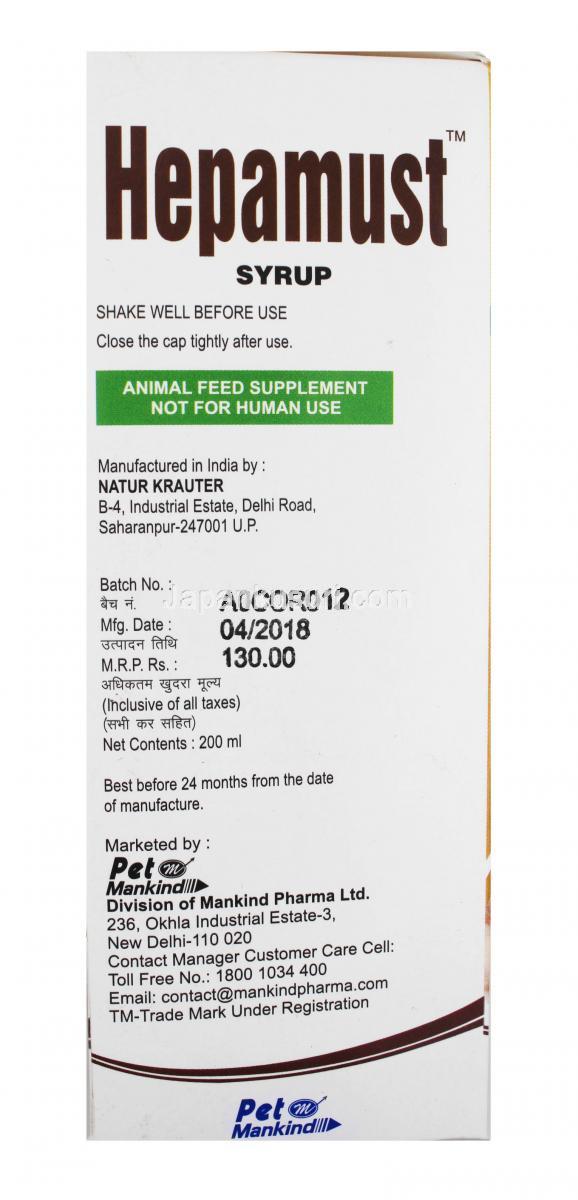 Hepamust™
SYRUP
SHAKE WELL BEFORE USE
Close the cap tightly after use.
ANIMAL FEED SUPPLEMENT
NOT FOR HUMAN USE
Manufactured in India by :
NATUR KRAUTER
B-4, Industrial Estate, Delhi Road,
Saharanpur-247001 U.P.
Batch No. :
बैच नं.
Mfg. Date : 04/2018
उत्पादन तिथि
M.R.P. Rs. : 130.00
अधिकतम खुदरा मूल्य
(Inclusive of all taxes)
(सभी कर सहित)
Net Contents : 200 ml
Best before 24 months from the date
of manufacture.
Marketed by :
Pet m
Mankind
Division of Mankind Pharma Ltd.
236, Okhla Industrial Estate-3,
New Delhi-110 020
Contact Manager Customer Care Cell:
Toll Free No.: 1800 1034 400
Email: contact@mankindpharma.com
TM-Trade Mark Under Registration
Pet m
Mankind